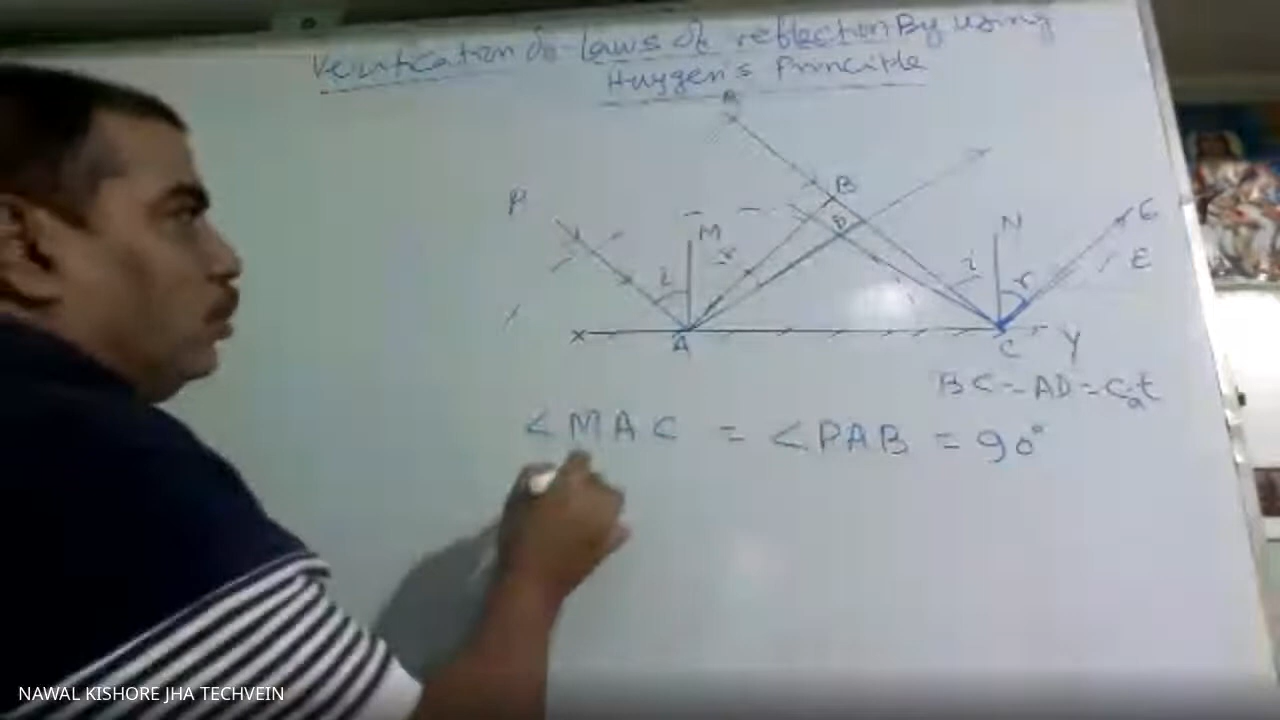 Verification of laws of reflection By using
Huygen's Principle
B
P
M
N
G
E
i
r
i
r
D
X
A
C
Y
BC = AD = Cat
∠MAC = ∠PAB = 90°
NAWAL KISHORE JHA TECHVEIN